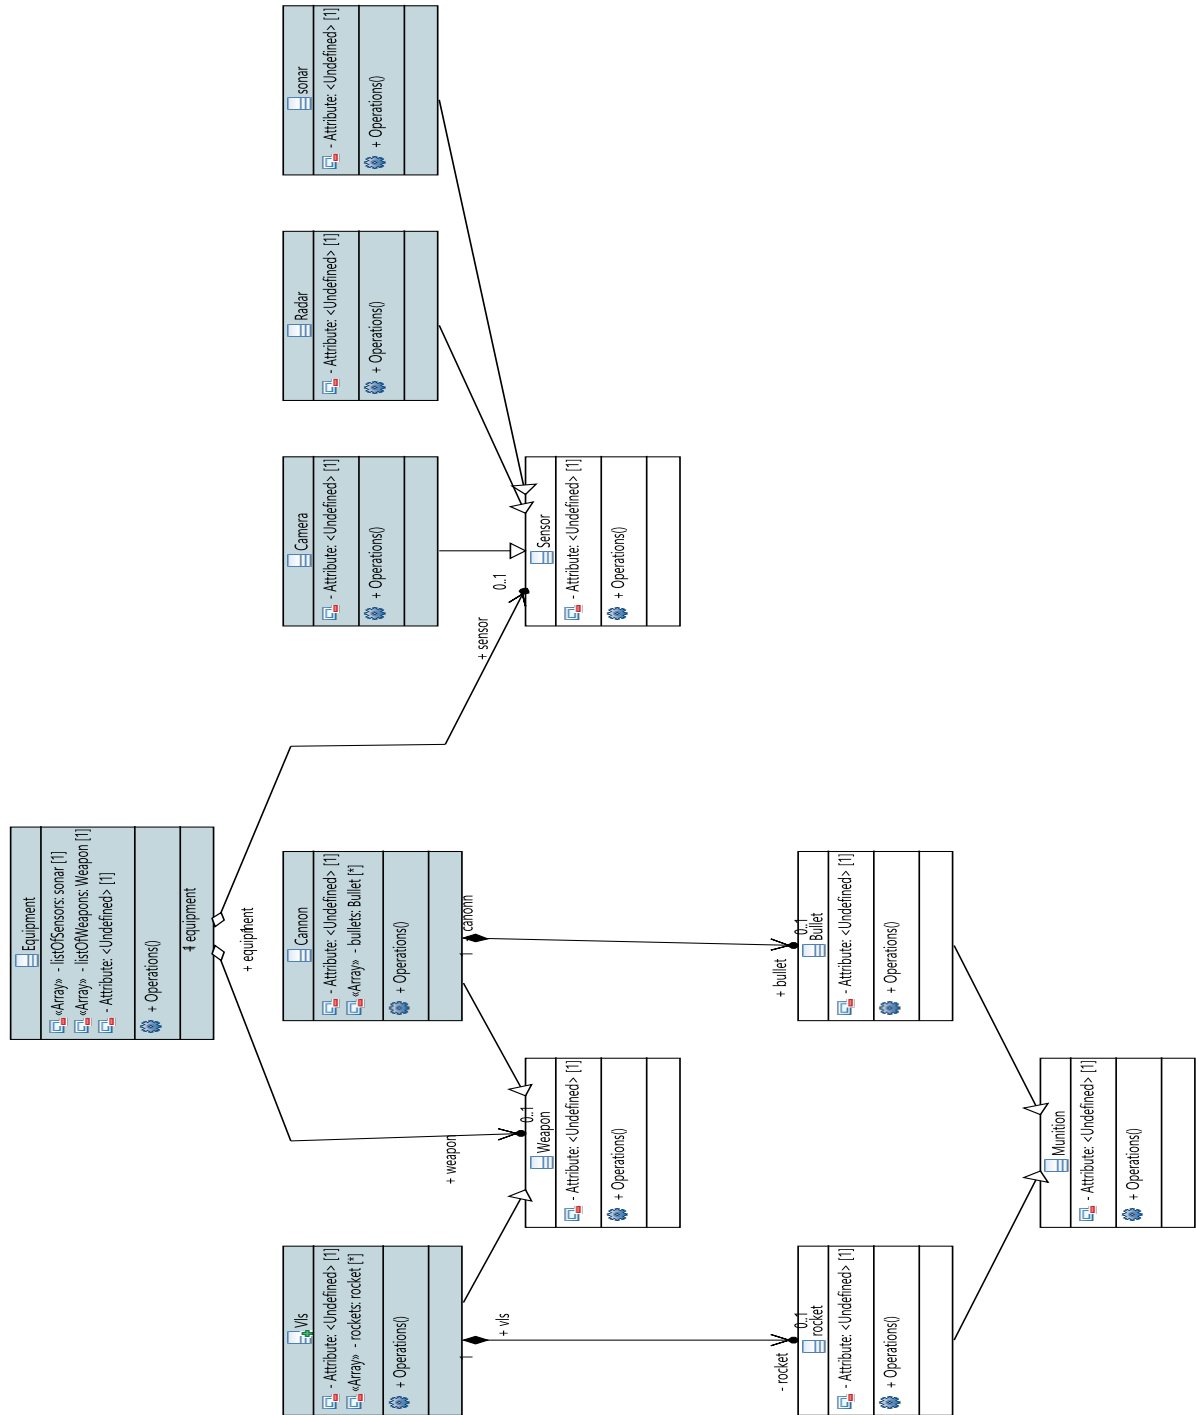 Equipment
«Array» - listOfSensors: sonar [1]
«Array» - listOfWeapons: Weapon [1]
- Attribute: <Undefined> [1]
+ Operations()
+ equipment
1
+ equipment
1
Vls
- Attribute: <Undefined> [1]
«Array» - rockets: rocket [*]
+ Operations()
Cannon
- Attribute: <Undefined> [1]
«Array» - bullets: Bullet [*]
+ Operations()
Camera
- Attribute: <Undefined> [1]
+ Operations()
Radar
- Attribute: <Undefined> [1]
+ Operations()
sonar
- Attribute: <Undefined> [1]
+ Operations()
+ weapon
0..1
+ sensor
0..1
1
+ vls
1
canonn
Weapon
- Attribute: <Undefined> [1]
+ Operations()
Sensor
- Attribute: <Undefined> [1]
+ Operations()
- rocket
0..1
+ bullet
0..1
rocket
- Attribute: <Undefined> [1]
+ Operations()
Bullet
- Attribute: <Undefined> [1]
+ Operations()
Munition
- Attribute: <Undefined> [1]
+ Operations()